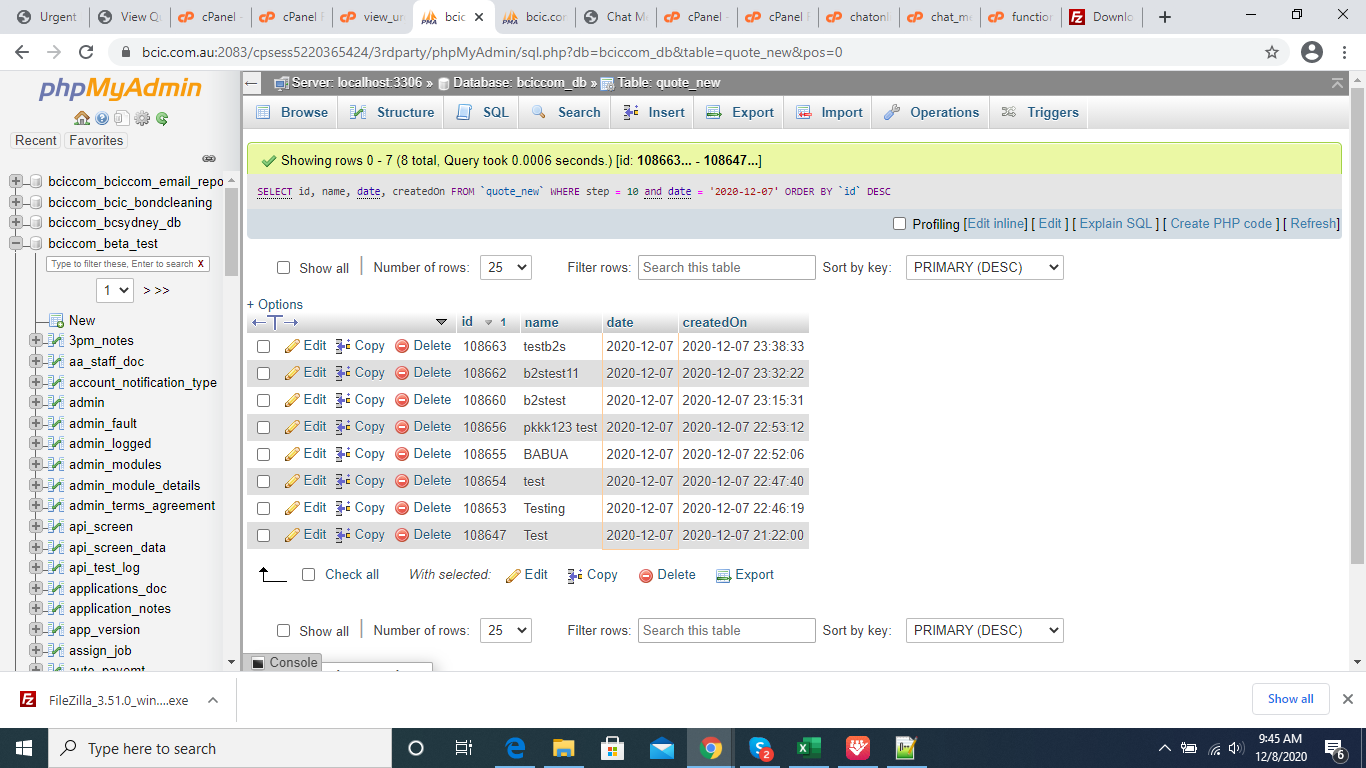 Urgent
View Qu
cPanel -
cPanel F
view_un
bcic
bcic.com
Chat Me
cPanel -
cPanel F
chatonli
chat_me
function
Downlo
bcic.com.au:2083/cpsess5220365424/3rdparty/phpMyAdmin/sql.php?db=bciccom_db&table=quote_new&pos=0
phpMyAdmin
Recent
Favorites
bciccom_bciccom_email_repo
bciccom_bcic_bondcleaning
bciccom_bcsydney_db
bciccom_beta_test
Type to filter these, Enter to search X
1 > >>
New
3pm_notes
aa_staff_doc
account_notification_type
admin
admin_fault
admin_logged
admin_modules
admin_module_details
admin_terms_agreement
api_screen
api_screen_data
api_test_log
applications_doc
application_notes
app_version
assign_job
auto_payemt
Server: localhost:3306 » Database: bciccom_db » Table: quote_new
Browse Structure SQL Search Insert Export Import Operations Triggers
Showing rows 0 - 7 (8 total, Query took 0.0006 seconds.) [id: 108663... - 108647...]
SELECT id, name, date, createdOn FROM `quote_new` WHERE step = 10 and date = '2020-12-07' ORDER BY `id` DESC
Profiling [Edit inline] [ Edit ] [ Explain SQL ] [ Create PHP code ] [ Refresh]
Show all | Number of rows: 25 Filter rows: Search this table Sort by key: PRIMARY (DESC)
+ Options
←T→ id 1 name date createdOn
Edit Copy Delete 108663 testb2s 2020-12-07 2020-12-07 23:38:33
Edit Copy Delete 108662 b2stest11 2020-12-07 2020-12-07 23:32:22
Edit Copy Delete 108660 b2stest 2020-12-07 2020-12-07 23:15:31
Edit Copy Delete 108656 pkkk123 test 2020-12-07 2020-12-07 22:53:12
Edit Copy Delete 108655 BABUA 2020-12-07 2020-12-07 22:52:06
Edit Copy Delete 108654 test 2020-12-07 2020-12-07 22:47:40
Edit Copy Delete 108653 Testing 2020-12-07 2020-12-07 22:46:19
Edit Copy Delete 108647 Test 2020-12-07 2020-12-07 21:22:00
Check all With selected: Edit Copy Delete Export
Show all | Number of rows: 25 Filter rows: Search this table Sort by key: PRIMARY (DESC)
Console
FileZilla_3.51.0_win....exe
Show all
Type here to search
2
9:45 AM
12/8/2020
6